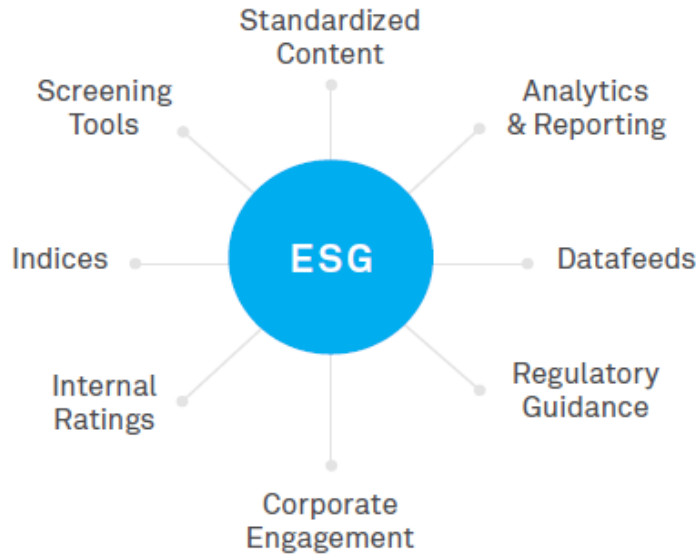 Standardized
Content
Screening
Tools
Analytics
& Reporting
Indices
ESG
Datafeeds
Internal
Ratings
Regulatory
Guidance
Corporate
Engagement